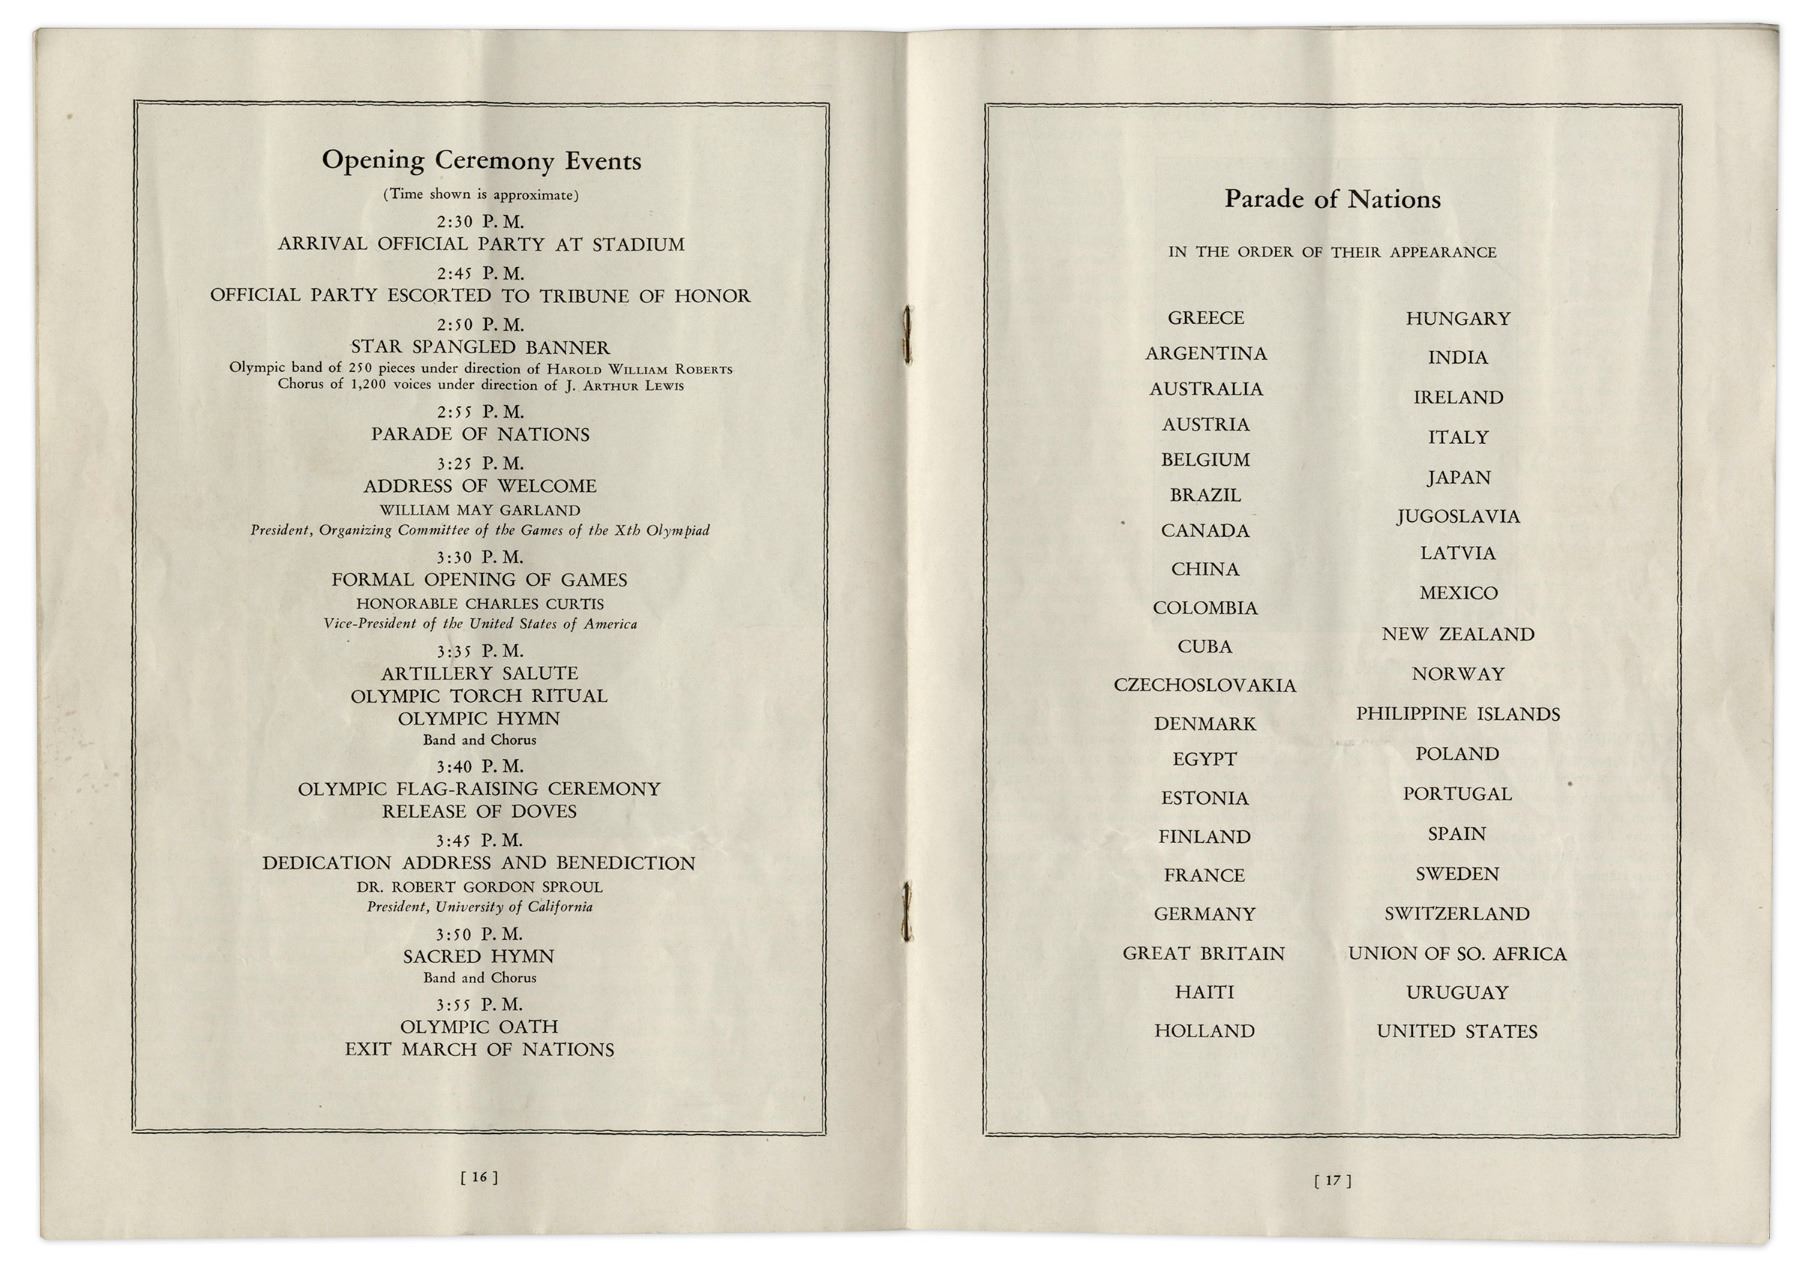 Opening Ceremony Events
(Time shown is approximate)
2:30 P. M.
ARRIVAL OFFICIAL PARTY AT STADIUM
2:45 P. M.
OFFICIAL PARTY ESCORTED TO TRIBUNE OF HONOR
2:50 P. M.
STAR SPANGLED BANNER
Olympic band of 250 pieces under direction of HAROLD WILLIAM ROBERTS
Chorus of 1,200 voices under direction of J. ARTHUR LEWIS
2:55 P. M.
PARADE OF NATIONS
3:25 P. M.
ADDRESS OF WELCOME
WILLIAM MAY GARLAND
President, Organizing Committee of the Games of the Xth Olympiad
3:30 P. M.
FORMAL OPENING OF GAMES
HONORABLE CHARLES CURTIS
Vice-President of the United States of America
3:35 P. M.
ARTILLERY SALUTE
OLYMPIC TORCH RITUAL
OLYMPIC HYMN
Band and Chorus
3:40 P. M.
OLYMPIC FLAG-RAISING CEREMONY
RELEASE OF DOVES
3:45 P. M.
DEDICATION ADDRESS AND BENEDICTION
DR. ROBERT GORDON SPROUL
President, University of California
3:50 P. M.
SACRED HYMN
Band and Chorus
3:55 P. M.
OLYMPIC OATH
EXIT MARCH OF NATIONS
[ 16 ]
Parade of Nations
IN THE ORDER OF THEIR APPEARANCE
GREECE
ARGENTINA
AUSTRALIA
AUSTRIA
BELGIUM
BRAZIL
CANADA
CHINA
COLOMBIA
CUBA
CZECHOSLOVAKIA
DENMARK
EGYPT
ESTONIA
FINLAND
FRANCE
GERMANY
GREAT BRITAIN
HAITI
HOLLAND
HUNGARY
INDIA
IRELAND
ITALY
JAPAN
JUGOSLAVIA
LATVIA
MEXICO
NEW ZEALAND
NORWAY
PHILIPPINE ISLANDS
POLAND
PORTUGAL
SPAIN
SWEDEN
SWITZERLAND
UNION OF SO. AFRICA
URUGUAY
UNITED STATES
[ 17 ]